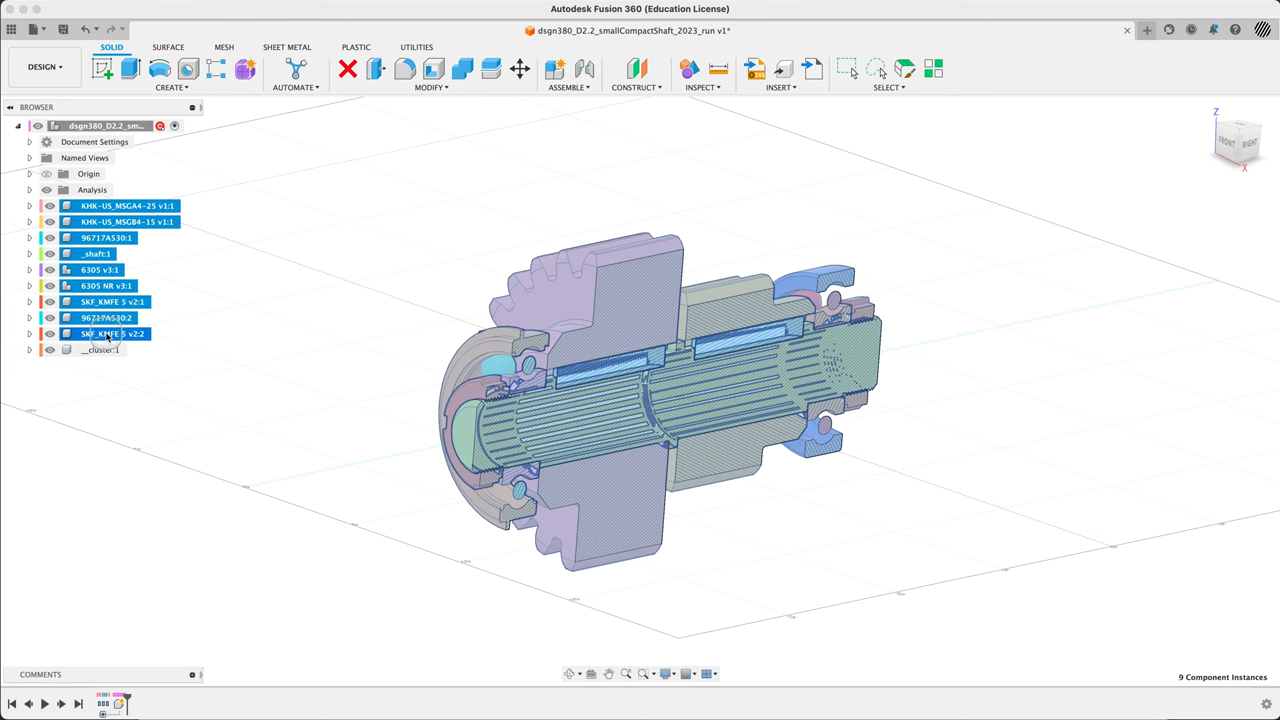 Autodesk Fusion 360 (Education License)
dsgn380_D2.2_smallCompactShaft_2023_run v1*
DESIGN
SOLID SURFACE MESH SHEET METAL PLASTIC UTILITIES
CREATE AUTOMATE MODIFY ASSEMBLE CONSTRUCT INSPECT INSERT SELECT
BROWSER
dsgn380_D2.2_sm...
Document Settings
Named Views
Origin
Analysis
KHK-US_MSGA4-25 v1:1
KHK-US_MSGB4-15 v1:1
96717A530:1
_shaft:1
6305 v3:1
6305 NR v3:1
SKF_KMFE 5 v2:1
96717A530:2
SKF_KMFE 5 v2:2
__cluster:1
Z
FRONT RIGHT
X
COMMENTS
9 Component Instances